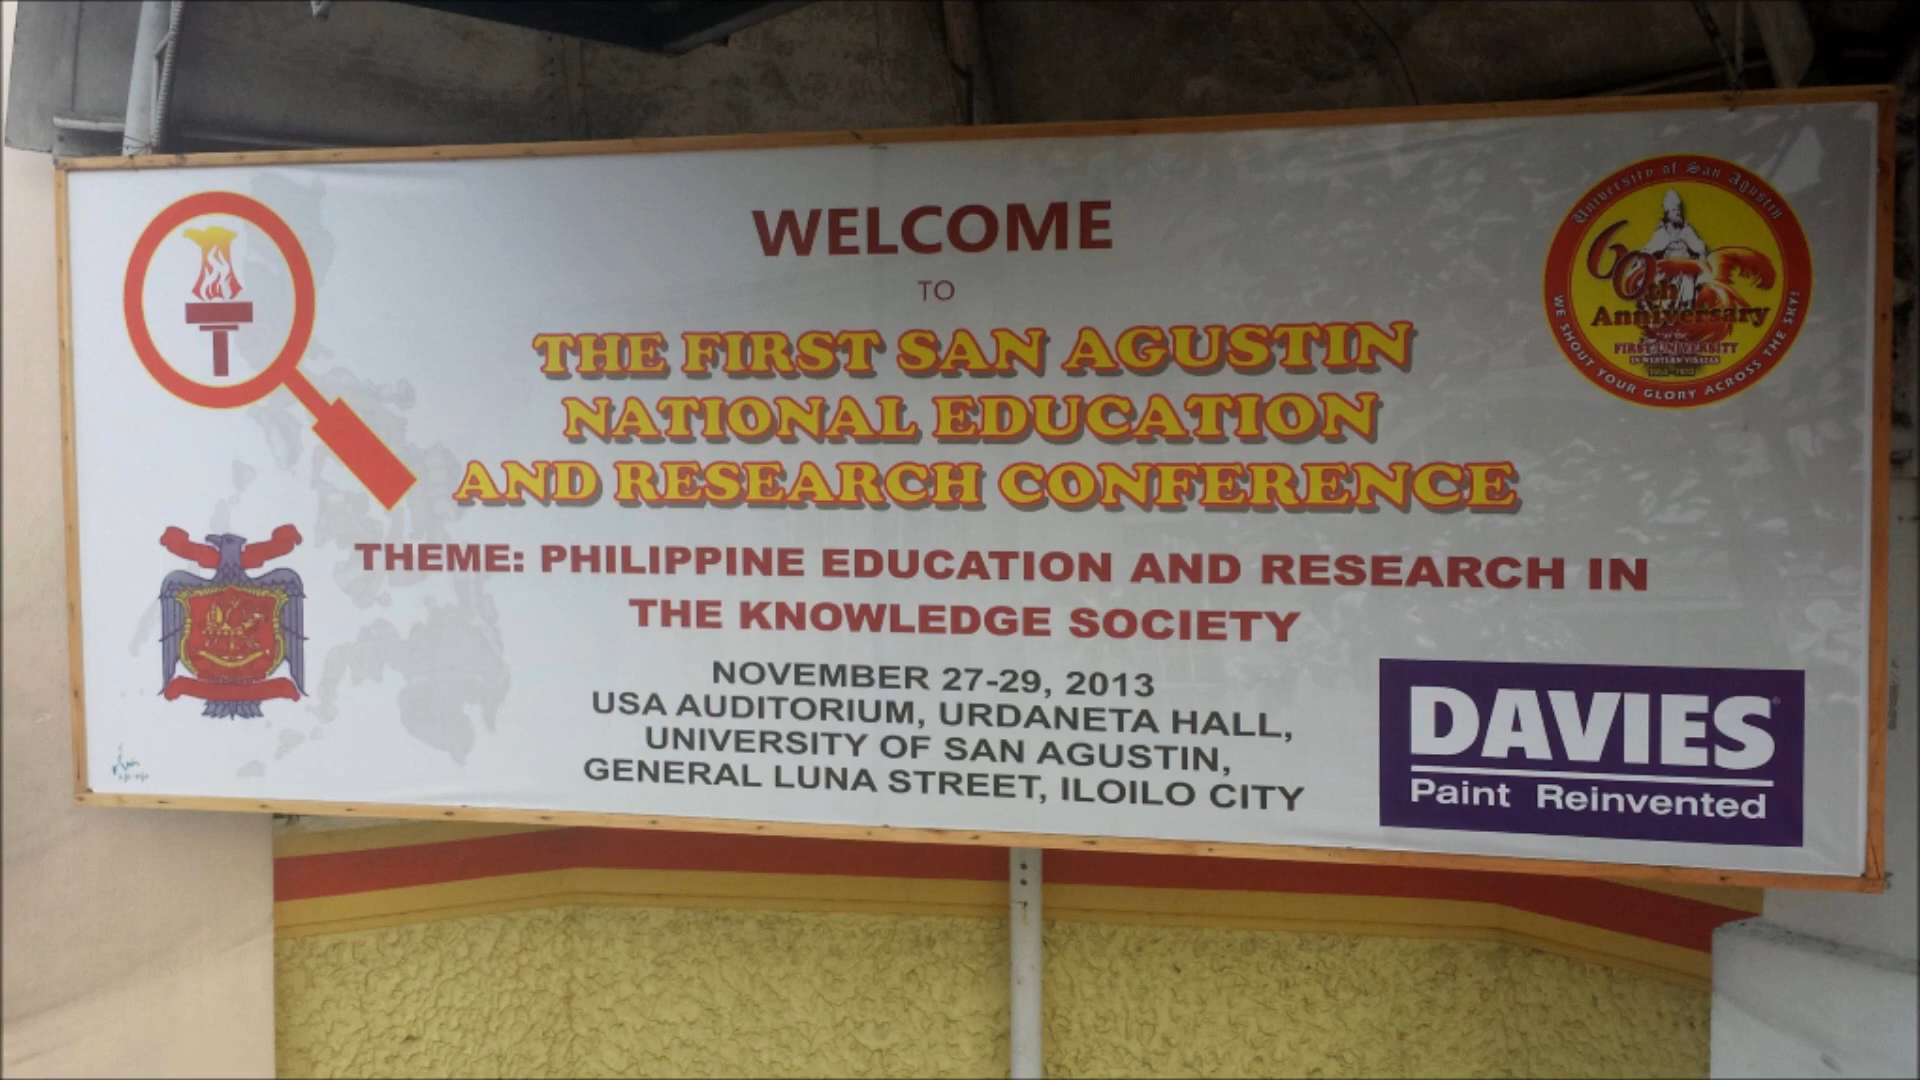 WELCOME
TO
THE FIRST SAN AGUSTIN
NATIONAL EDUCATION
AND RESEARCH CONFERENCE
THEME: PHILIPPINE EDUCATION AND RESEARCH IN
THE KNOWLEDGE SOCIETY
NOVEMBER 27-29, 2013
USA AUDITORIUM, URDANETA HALL,
UNIVERSITY OF SAN AGUSTIN,
GENERAL LUNA STREET, ILOILO CITY
University of San Agustin
60th
Anniversary
FIRST UNIVERSITY
IN WESTERN VISAYAS
WE SHOUT YOUR GLORY ACROSS THE SKY!
DAVIES
Paint Reinvented